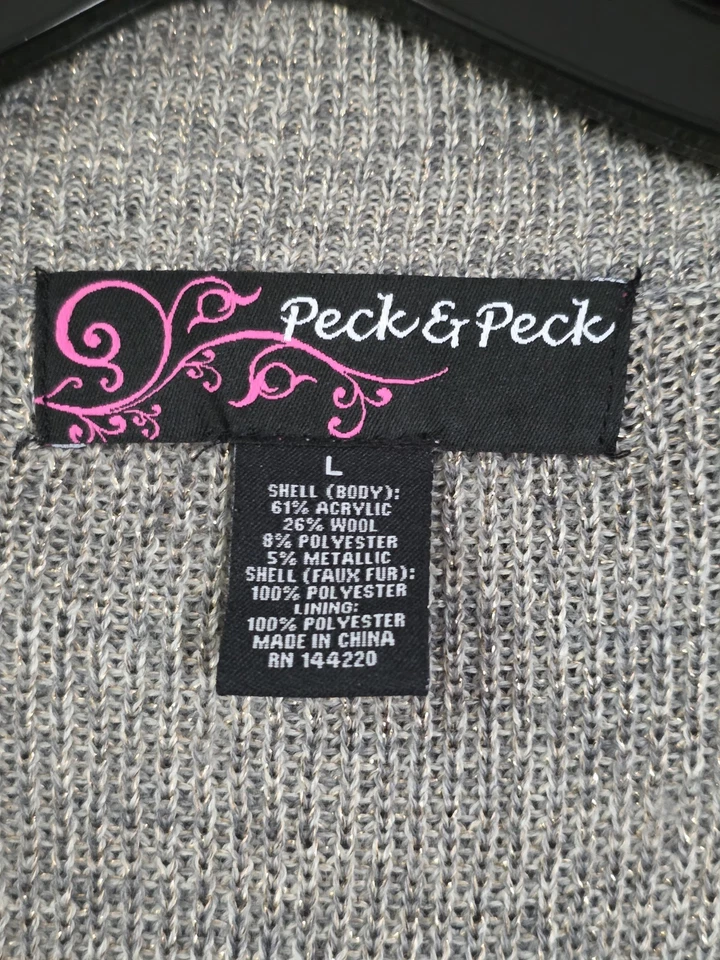 Peck & Peck
L
SHELL (BODY):
61% ACRYLIC
26% WOOL
8% POLYESTER
5% METALLIC
SHELL (FAUX FUR):
100% POLYESTER
LINING:
100% POLYESTER
MADE IN CHINA
RN 144220